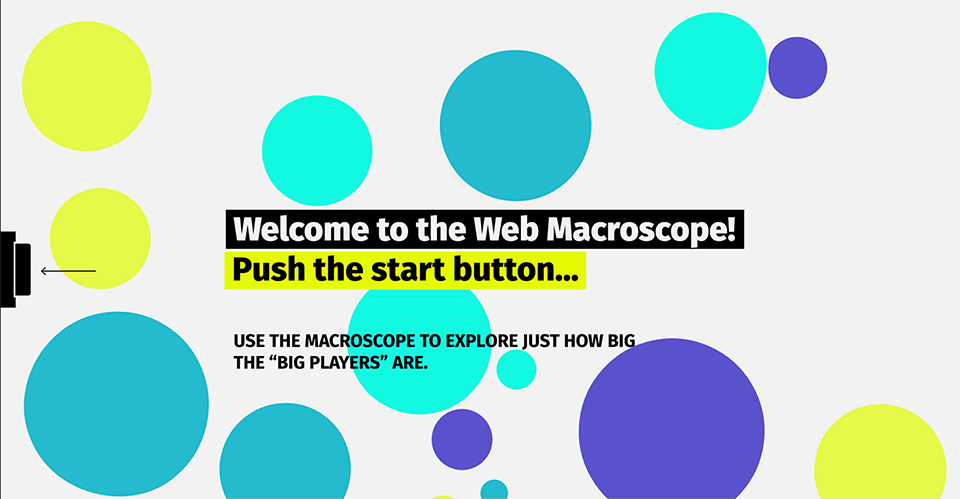 Welcome to the Web Macroscope!
Push the start button...
USE THE MACROSCOPE TO EXPLORE JUST HOW BIG
THE “BIG PLAYERS” ARE.